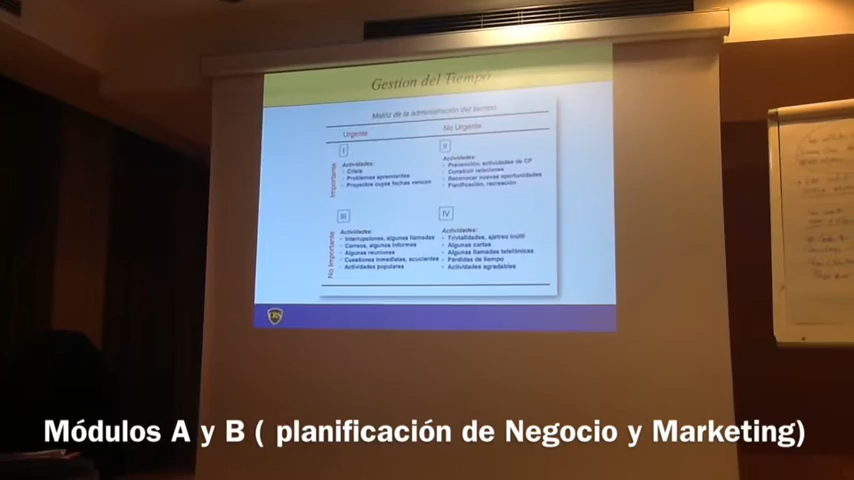 Gestion del Tiempo
Matriz de la administración del tiempo
Urgente
No Urgente
Importante
I
Actividades:
Crisis
Problemas apremiantes
Proyectos cuyas fechas vencen
II
Actividades:
Prevención, actividades de CP
Construir relaciones
Reconocer nuevas oportunidades
Planificación, recreación
No Importante
III
Actividades:
Interrupciones, algunas llamadas
Correos, algunos informes
Algunas reuniones
Cuestiones inmediatas, acuciantes
Actividades populares
IV
Actividades:
Trivialidades, ajetreo inútil
Algunas cartas
Algunas llamadas telefónicas
Pérdidas de tiempo
Actividades agradables
Módulos A y B ( planificación de Negocio y Marketing)